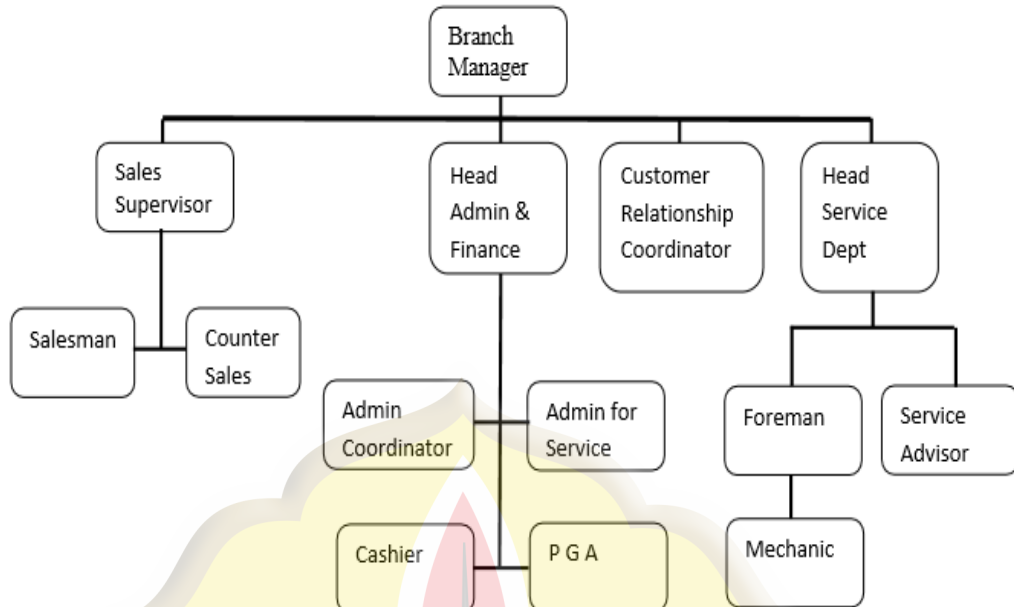 Branch
Manager
Sales
Supervisor
Head
Admin &
Finance
Customer
Relationship
Coordinator
Head
Service
Dept
Salesman
Counter
Sales
Admin
Coordinator
Admin for
Service
Foreman
Service
Advisor
Cashier
P G A
Mechanic